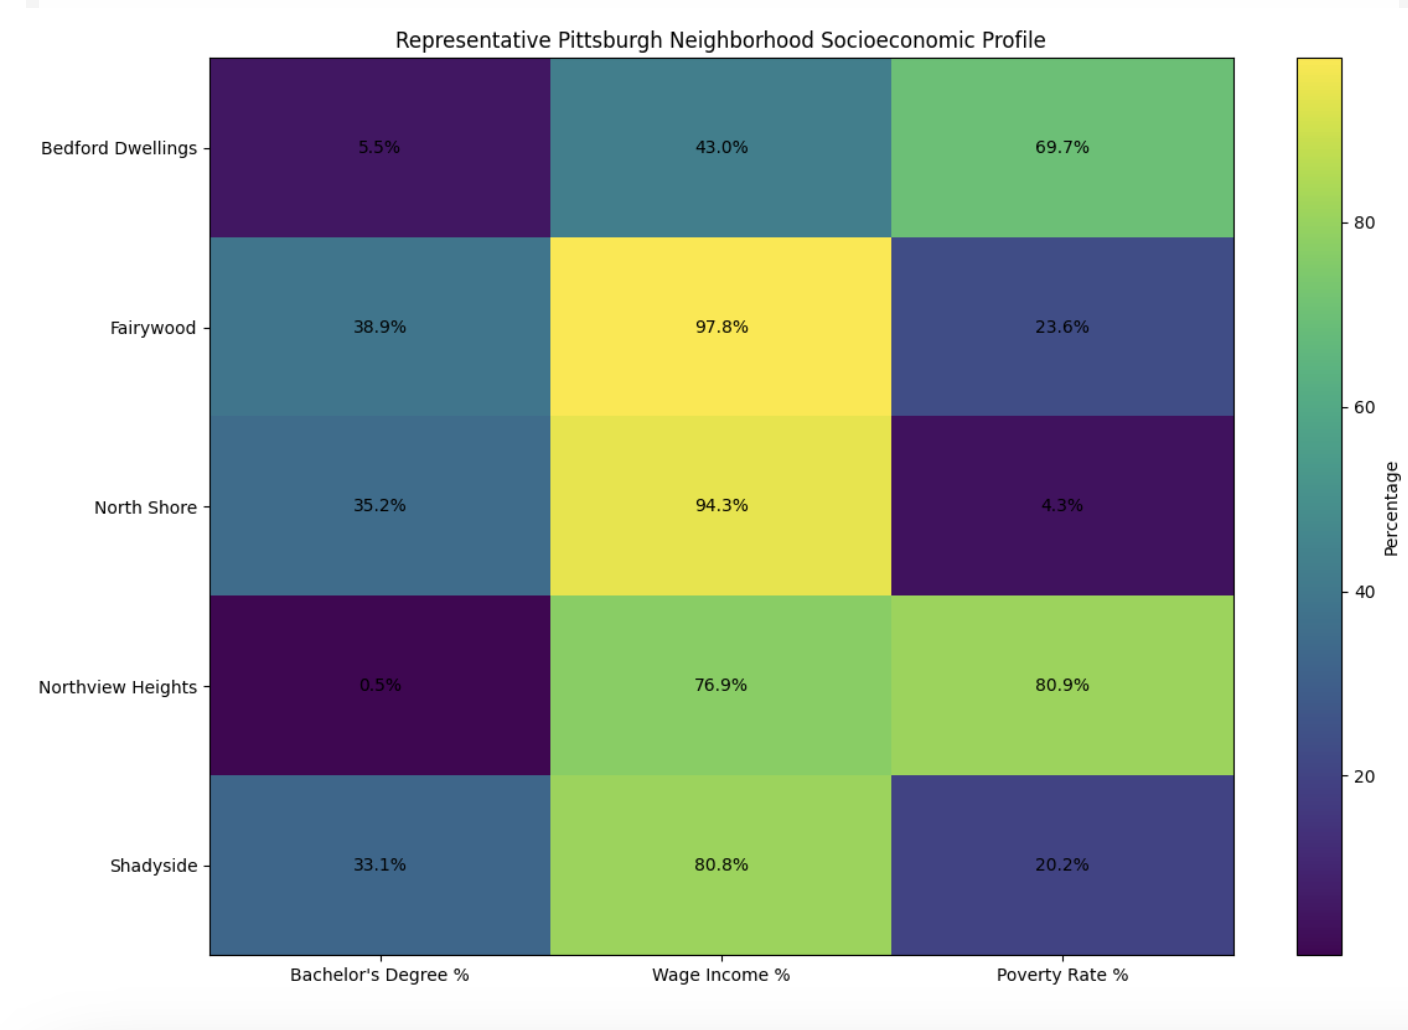 Representative Pittsburgh Neighborhood Socioeconomic Profile
Bedford Dwellings 5.5% 43.0% 69.7%
80
Fairywood 38.9% 97.8% 23.6%
60
North Shore 35.2% 94.3% 4.3%
Percentage
40
Northview Heights 0.5% 76.9% 80.9%
20
Shadyside 33.1% 80.8% 20.2%
Bachelor's Degree % Wage Income % Poverty Rate %